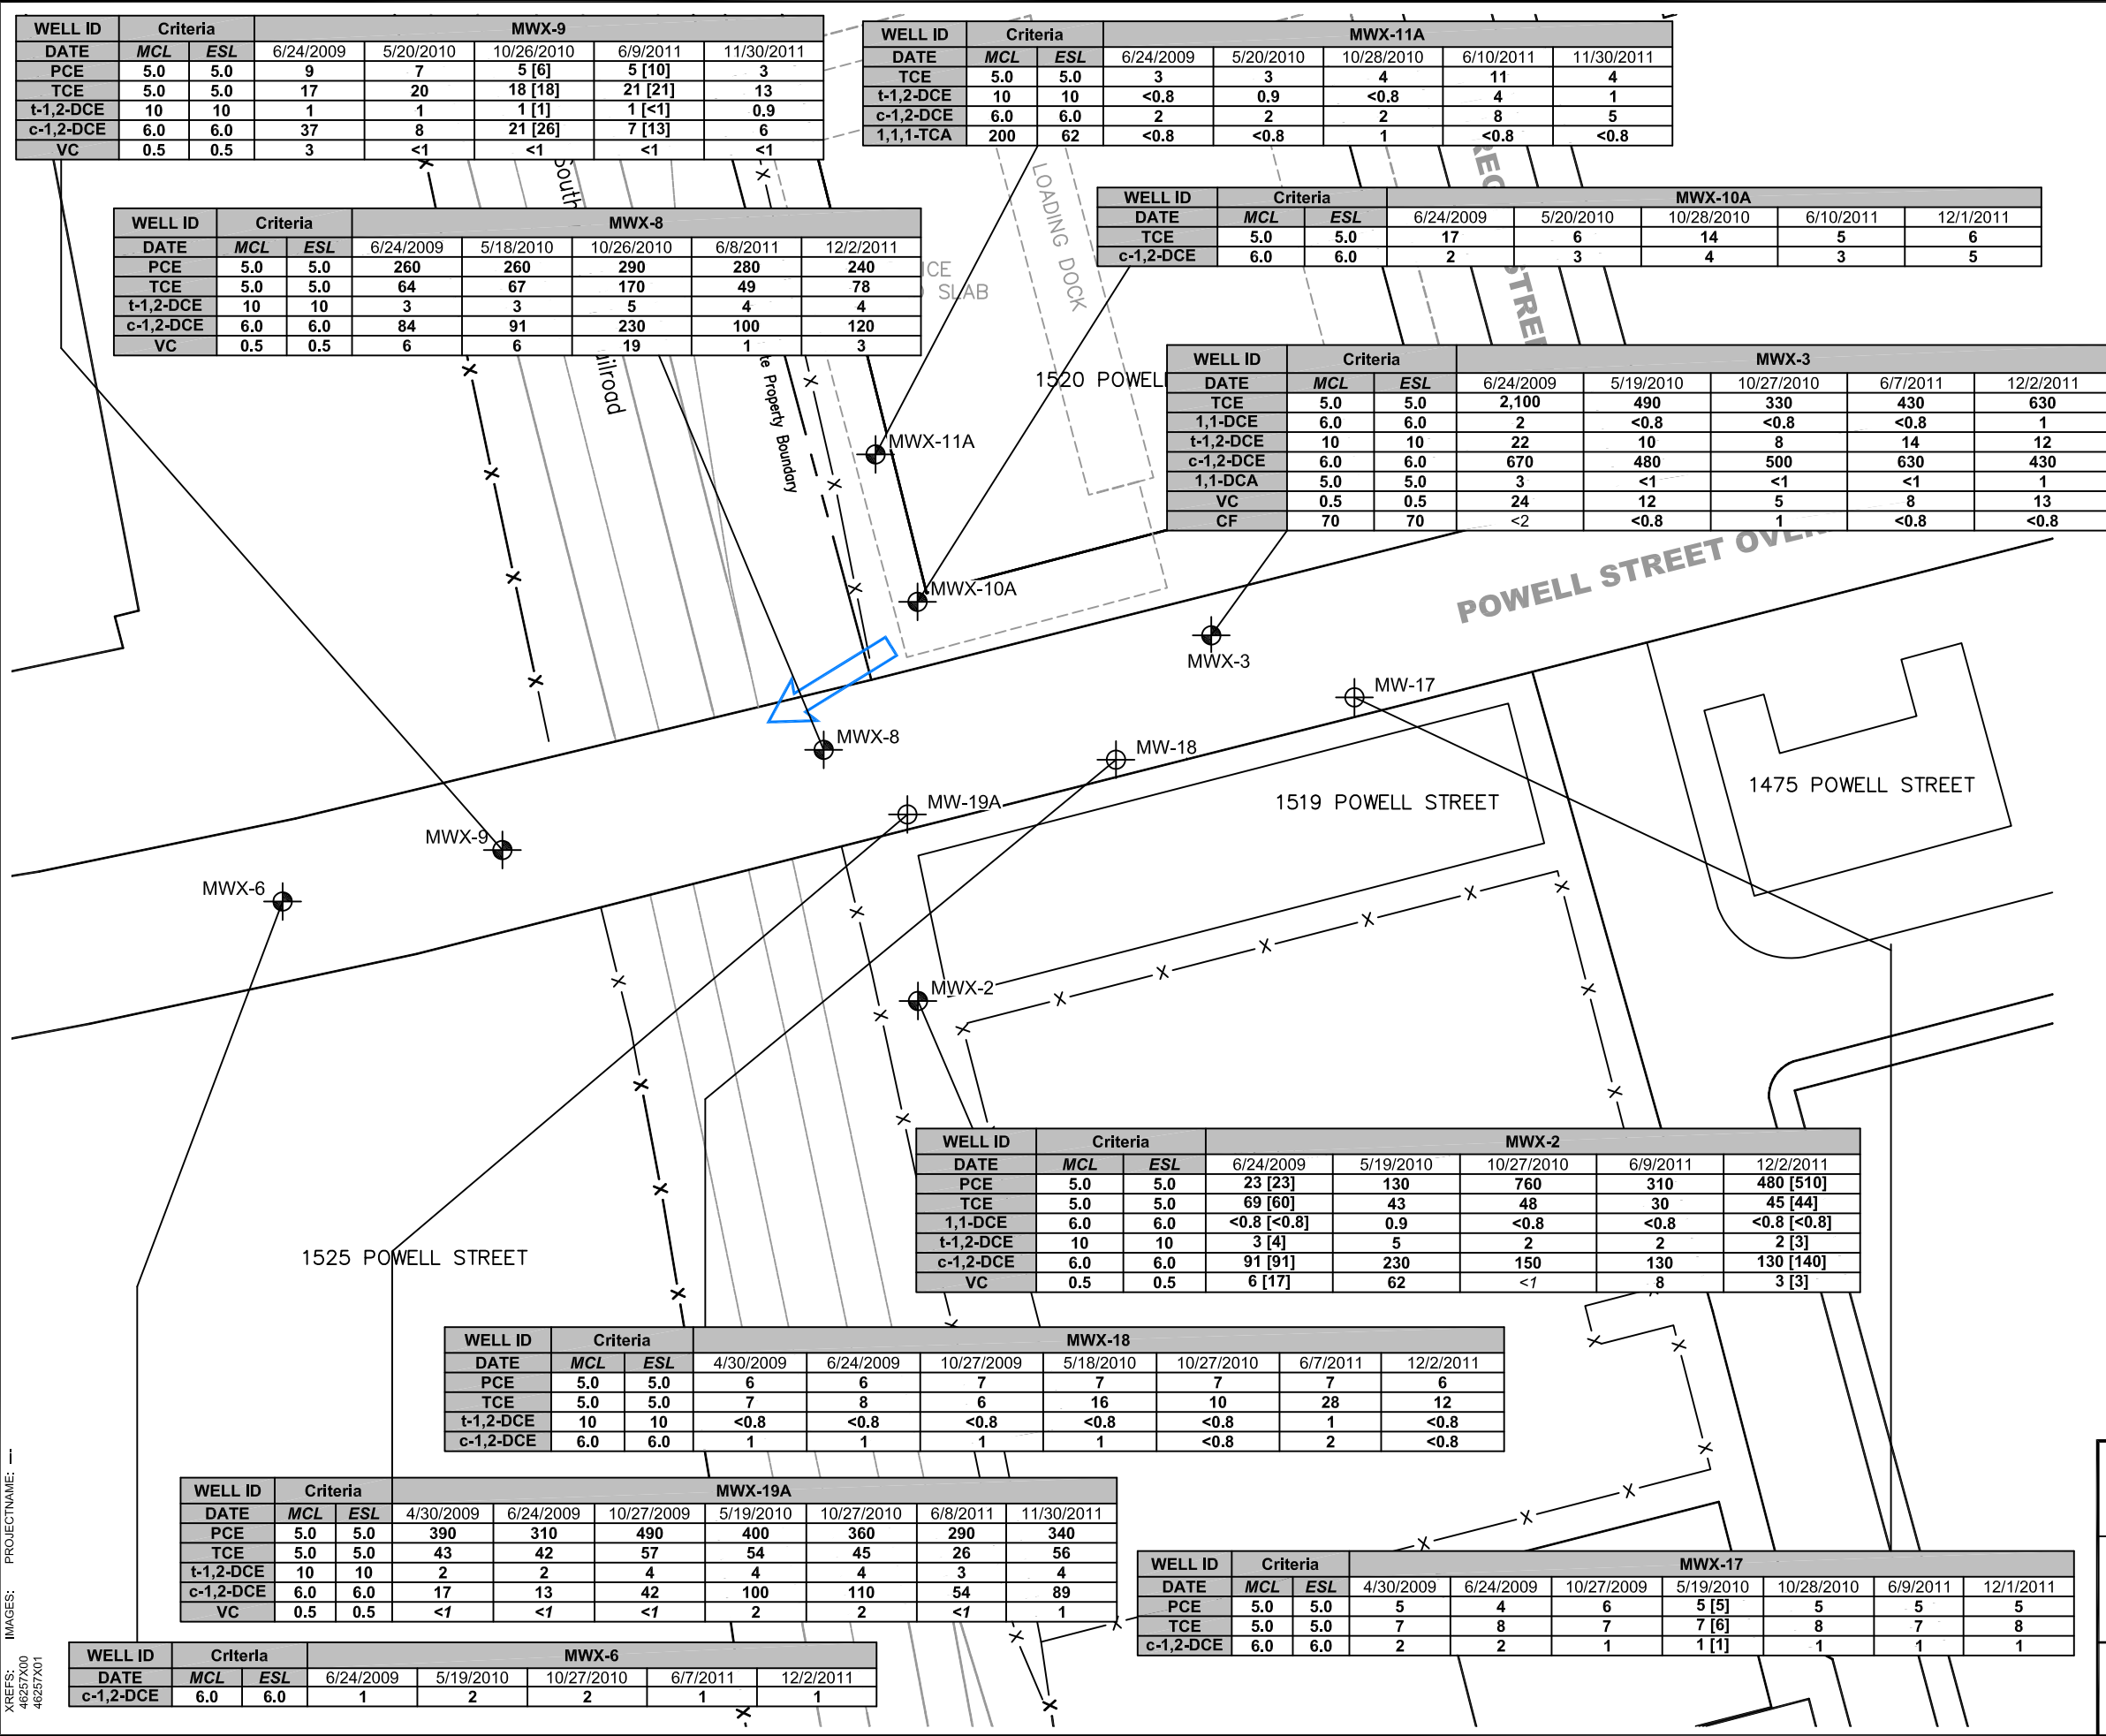 WELL ID Criteria MWX-9
DATE MCL ESL 6/24/2009 5/20/2010 10/26/2010 6/9/2011 11/30/2011
PCE 5.0 5.0 9 7 5 [6] 5 [10] 3
TCE 5.0 5.0 17 20 18 [18] 21 [21] 13
t-1,2-DCE 10 10 1 1 1 [1] 1 [<1] 0.9
c-1,2-DCE 6.0 6.0 37 8 21 [26] 7 [13] 6
VC 0.5 0.5 3 <1 <1 <1 <1
WELL ID Criteria MWX-11A
DATE MCL ESL 6/24/2009 5/20/2010 10/28/2010 6/10/2011 11/30/2011
TCE 5.0 5.0 3 3 4 11 4
t-1,2-DCE 10 10 <0.8 0.9 <0.8 4 1
c-1,2-DCE 6.0 6.0 2 2 2 8 5
1,1,1-TCA 200 62 <0.8 <0.8 1 <0.8 <0.8
WELL ID Criteria MWX-10A
DATE MCL ESL 6/24/2009 5/20/2010 10/28/2010 6/10/2011 12/1/2011
TCE 5.0 5.0 17 6 14 5 6
c-1,2-DCE 6.0 6.0 2 3 4 3 5
WELL ID Criteria MWX-8
DATE MCL ESL 6/24/2009 5/18/2010 10/26/2010 6/8/2011 12/2/2011
PCE 5.0 5.0 260 260 290 280 240
TCE 5.0 5.0 64 67 170 49 78
t-1,2-DCE 10 10 3 3 5 4 4
c-1,2-DCE 6.0 6.0 84 91 230 100 120
VC 0.5 0.5 6 6 19 1 3
South
ilroad
te Property Boundary
ICE
SLAB
LOADING DOCK
STREE
1520 POWELL
WELL ID Criteria MWX-3
DATE MCL ESL 6/24/2009 5/19/2010 10/27/2010 6/7/2011 12/2/2011
TCE 5.0 5.0 2,100 490 330 430 630
1,1-DCE 6.0 6.0 2 <0.8 <0.8 <0.8 1
t-1,2-DCE 10 10 22 10 8 14 12
c-1,2-DCE 6.0 6.0 670 480 500 630 430
1,1-DCA 5.0 5.0 3 <1 <1 <1 1
VC 0.5 0.5 24 12 5 8 13
CF 70 70 <2 <0.8 1 <0.8 <0.8
MWX-11A
MWX-10A
POWELL STREET OVER
MWX-3
MW-17
MWX-8
MW-18
1475 POWELL STREET
1519 POWELL STREET
MW-19A
MWX-9
MWX-6
MWX-2
WELL ID Criteria MWX-2
DATE MCL ESL 6/24/2009 5/19/2010 10/27/2010 6/9/2011 12/2/2011
PCE 5.0 5.0 23 [23] 130 760 310 480 [510]
TCE 5.0 5.0 69 [60] 43 48 30 45 [44]
1,1-DCE 6.0 6.0 <0.8 [<0.8] 0.9 <0.8 <0.8 <0.8 [<0.8]
t-1,2-DCE 10 10 3 [4] 5 2 2 2 [3]
c-1,2-DCE 6.0 6.0 91 [91] 230 150 130 130 [140]
VC 0.5 0.5 6 [17] 62 <1 8 3 [3]
1525 POWELL STREET
WELL ID Criteria MWX-18
DATE MCL ESL 4/30/2009 6/24/2009 10/27/2009 5/18/2010 10/27/2010 6/7/2011 12/2/2011
PCE 5.0 5.0 6 6 7 7 7 7 6
TCE 5.0 5.0 7 8 6 16 10 28 12
t-1,2-DCE 10 10 <0.8 <0.8 <0.8 <0.8 <0.8 1 <0.8
c-1,2-DCE 6.0 6.0 1 1 1 1 <0.8 2 <0.8
WELL ID Criteria MWX-19A
DATE MCL ESL 4/30/2009 6/24/2009 10/27/2009 5/19/2010 10/27/2010 6/8/2011 11/30/2011
PCE 5.0 5.0 390 310 490 400 360 290 340
TCE 5.0 5.0 43 42 57 54 45 26 56
t-1,2-DCE 10 10 2 2 4 4 4 3 4
c-1,2-DCE 6.0 6.0 17 13 42 100 110 54 89
VC 0.5 0.5 <1 <1 <1 2 2 <1 1
WELL ID Criteria MWX-17
DATE MCL ESL 4/30/2009 6/24/2009 10/27/2009 5/19/2010 10/28/2010 6/9/2011 12/1/2011
PCE 5.0 5.0 5 4 6 5 [5] 5 5 5
TCE 5.0 5.0 7 8 7 7 [6] 8 7 8
c-1,2-DCE 6.0 6.0 2 2 1 1 [1] 1 1 1
WELL ID Criteria MWX-6
DATE MCL ESL 6/24/2009 5/19/2010 10/27/2010 6/7/2011 12/2/2011
c-1,2-DCE 6.0 6.0 1 2 2 1 1
XREFS: IMAGES: PROJECTNAME: ---
46257X00
46257X01